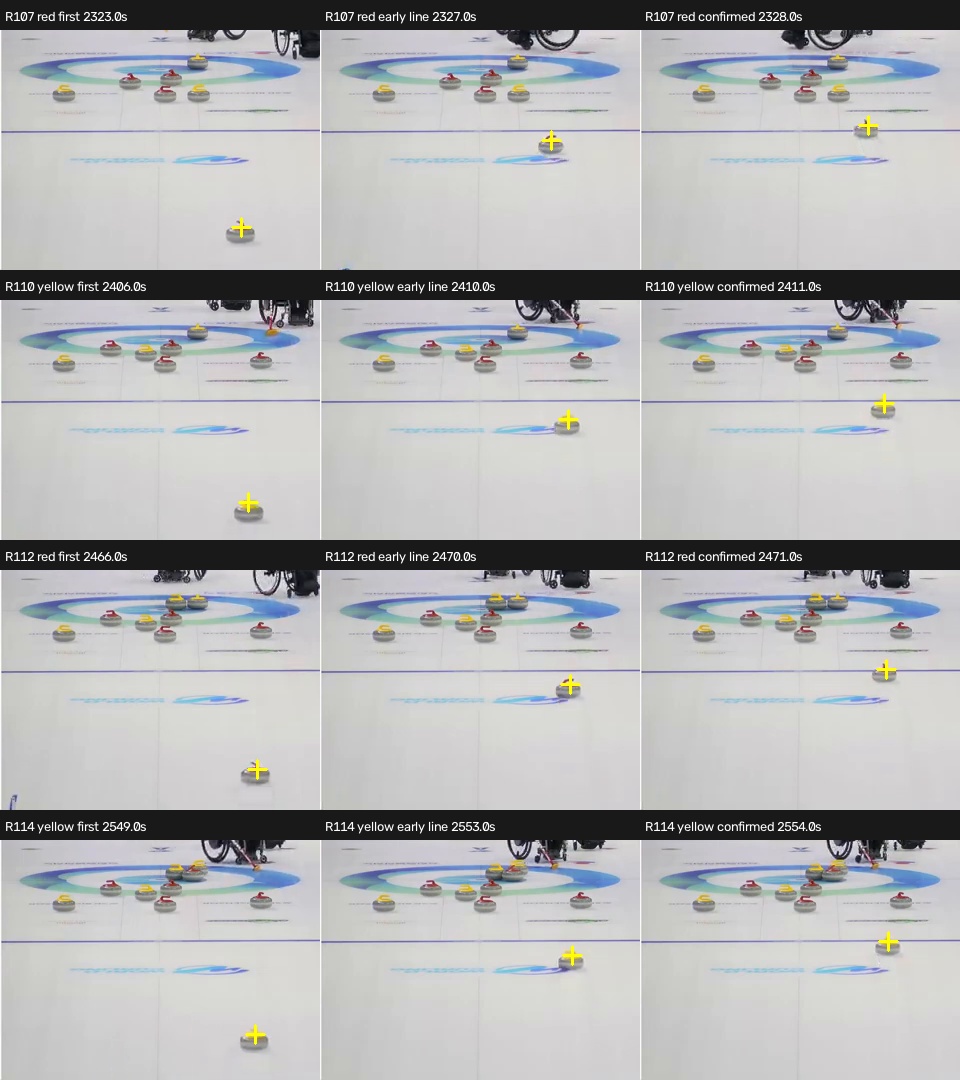 R107 red first 2323.0s
R107 red early line 2327.0s
R107 red confirmed 2328.0s
R110 yellow first 2406.0s
R110 yellow early line 2410.0s
R110 yellow confirmed 2411.0s
R112 red first 2466.0s
R112 red early line 2470.0s
R112 red confirmed 2471.0s
R114 yellow first 2549.0s
R114 yellow early line 2553.0s
R114 yellow confirmed 2554.0s